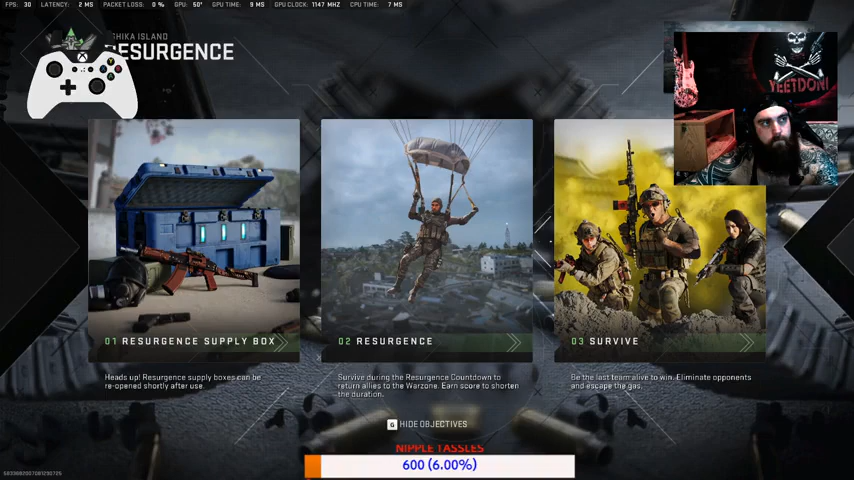 FPS: 30 LATENCY: 2 MS PACKET LOSS: 0 % GPU: 50° GPU TIME: 9 MS GPU CLOCK: 1147 MHZ CPU TIME: 7 MS
SHIKA ISLAND
RESURGENCE
YEETDONI
01 RESURGENCE SUPPLY BOX
02 RESURGENCE
03 SURVIVE
Heads up! Resurgence supply boxes can be
re-opened shortly after use.
Survive during the Resurgence Countdown to
return allies to the Warzone. Earn score to shorten
the duration.
Be the last team alive to win. Eliminate opponents
and escape the gas.
G HIDE OBJECTIVES
NIPPLE TASSLES
600 (6.00%)